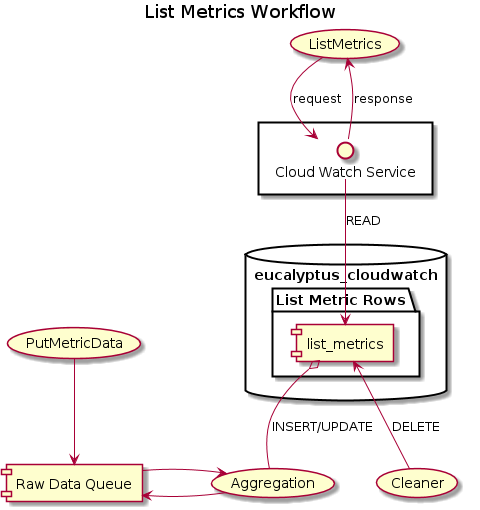 List Metrics Workflow
ListMetrics
request
response
Cloud Watch Service
READ
eucalyptus_cloudwatch
List Metric Rows
list_metrics
PutMetricData
INSERT/UPDATE
DELETE
Raw Data Queue
Aggregation
Cleaner